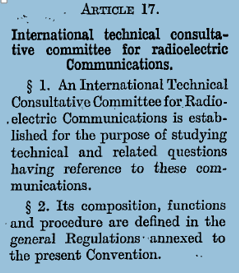 ARTICLE 17.
International technical consulta-
tive committee for radioelectric
Communications.
§ 1. An International Technical
Consultative Committee for Radio-
electric Communications is estab-
lished for the purpose of studying
technical and related questions
having reference to these com-
munications.
§ 2. Its composition, functions
and procedure are defined in the
general Regulations annexed to
the present Convention.